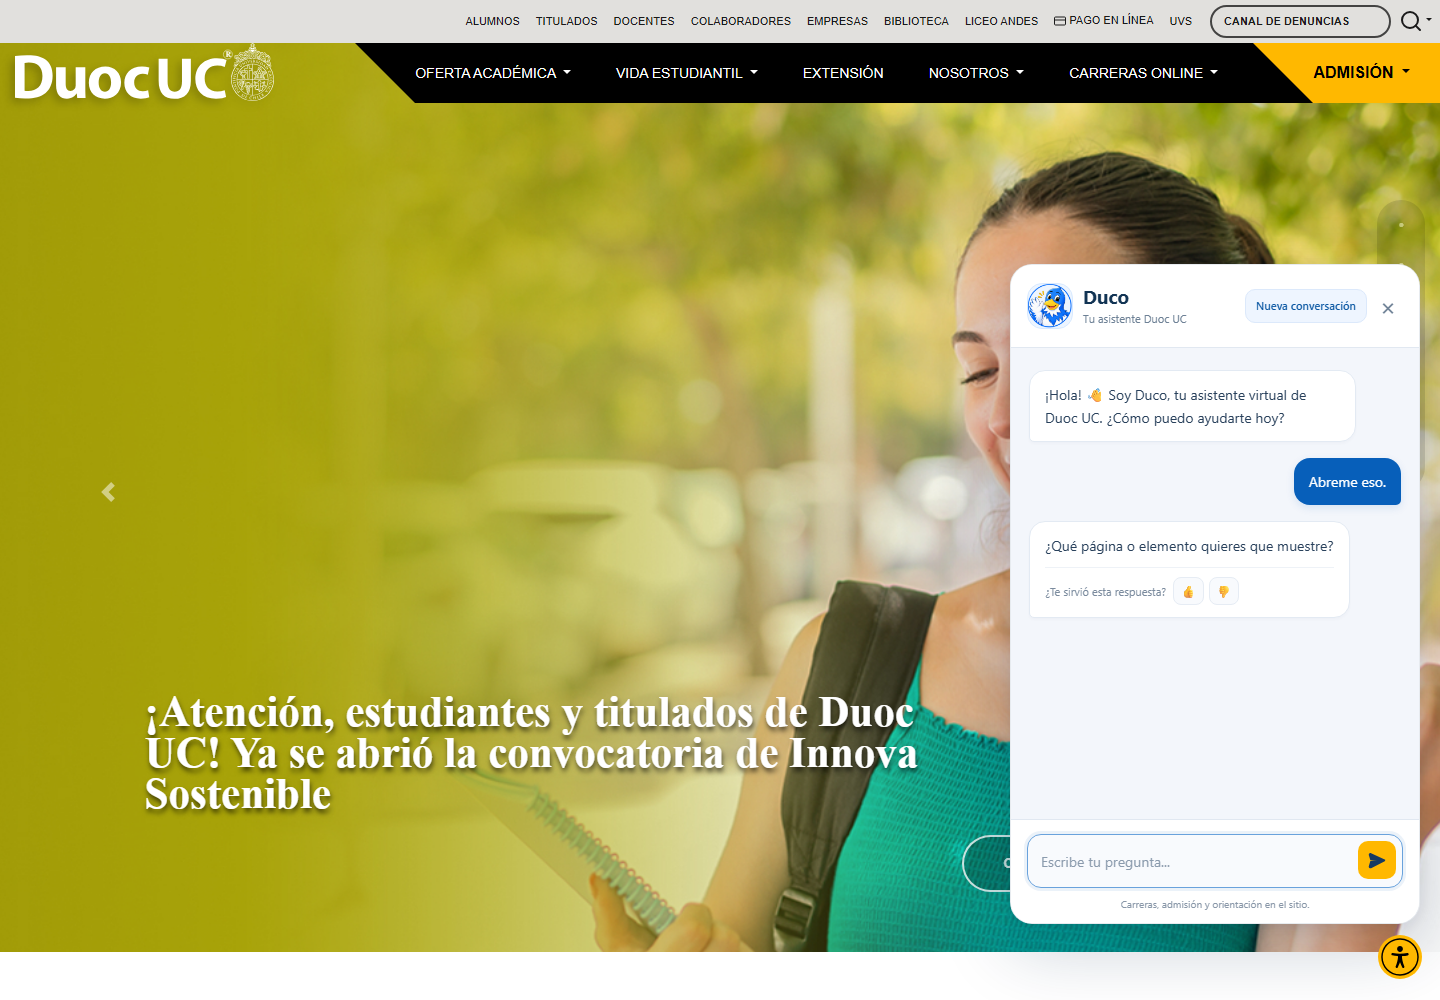 ALUMNOS TITULADOS DOCENTES COLABORADORES EMPRESAS BIBLIOTECA LICEO ANDES PAGO EN LÍNEA UVS CANAL DE DENUNCIAS
Duoc UC®
OFERTA ACADÉMICA VIDA ESTUDIANTIL EXTENSIÓN NOSOTROS CARRERAS ONLINE ADMISIÓN
¡Atención, estudiantes y titulados de Duoc
UC! Ya se abrió la convocatoria de Innova
Sostenible
Duco
Tu asistente Duoc UC
Nueva conversación
¡Hola! 👋 Soy Duco, tu asistente virtual de
Duoc UC. ¿Cómo puedo ayudarte hoy?
Abreme eso.
¿Qué página o elemento quieres que muestre?
¿Te sirvió esta respuesta? 👍 👎
Escribe tu pregunta...
Carreras, admisión y orientación en el sitio.